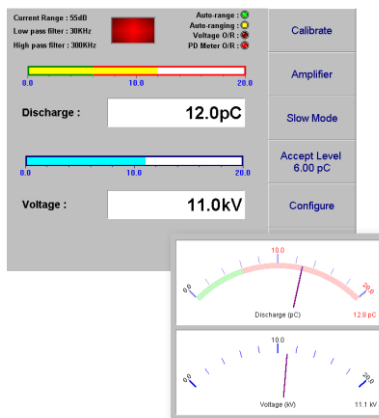 Current Range : 55dB
Low pass filter : 30KHz
High pass filter : 300KHz
Auto-range :
Auto-ranging :
Voltage O/R :
PD Meter O/R :
0.0 10.0 20.0
Discharge :
12.0pC
0.0 10.0 20.0
Voltage :
11.0kV
Calibrate
Amplifier
Slow Mode
Accept Level
6.00 pC
Configure
0.0 10.0 20.0
Discharge (pC)
12.0 pC
0.0 10.0 20.0
Voltage (kV)
11.1 kV